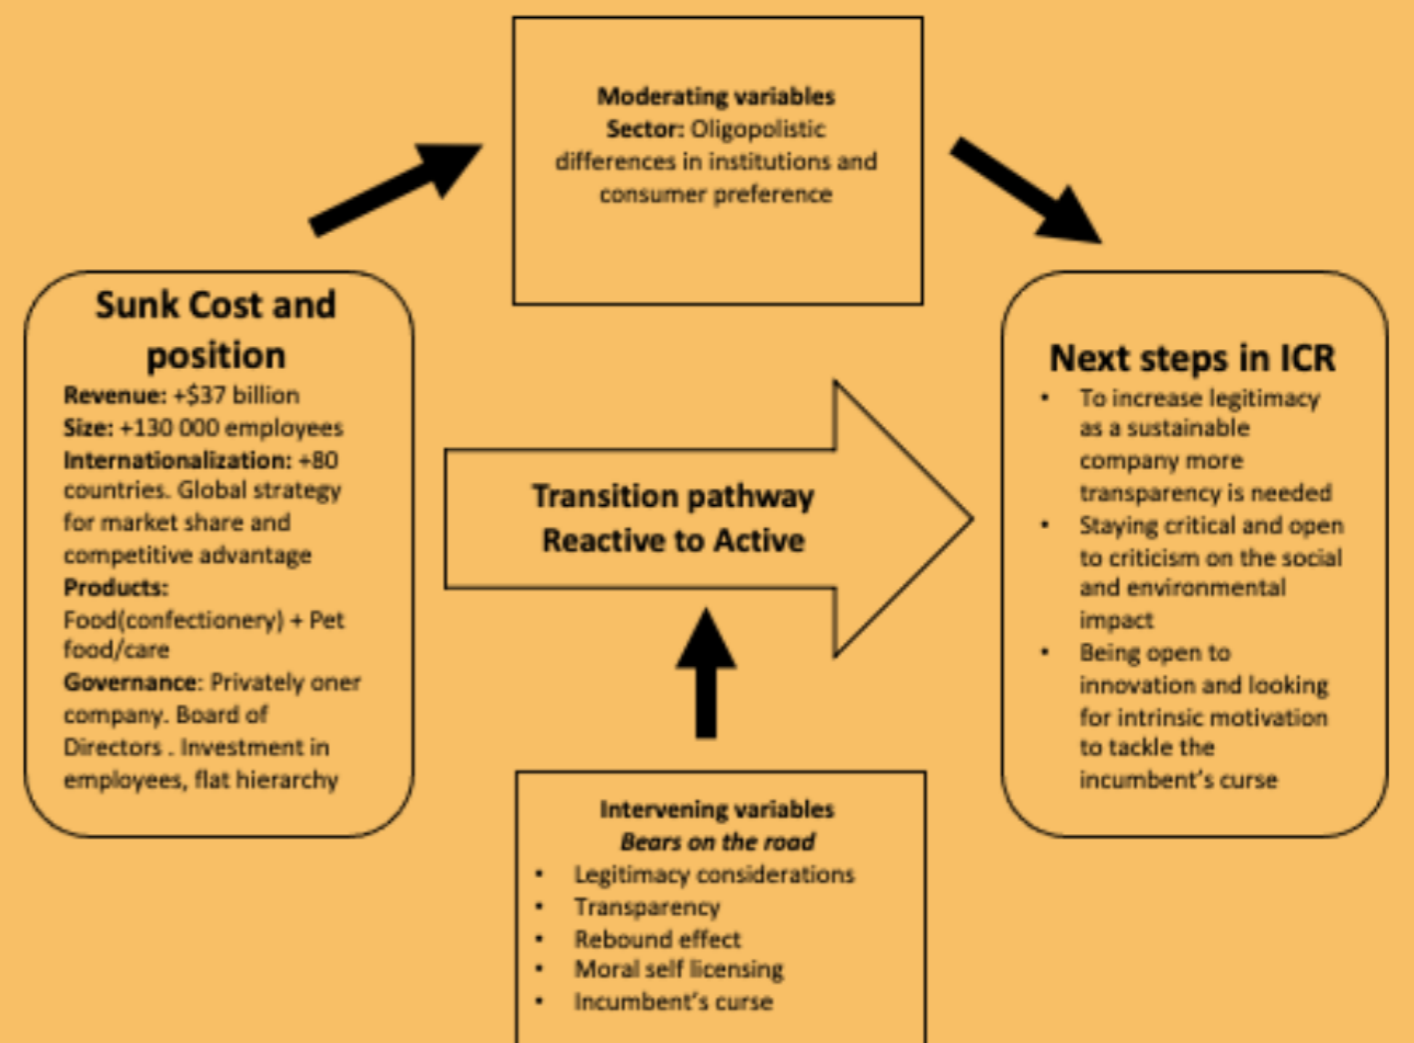 Moderating variables
Sector: Oligopolistic
differences in institutions and
consumer preference
Sunk Cost and
position
Revenue: +$37 billion
Size: +130 000 employees
Internationalization: +80
countries. Global strategy
for market share and
competitive advantage
Products:
Food(confectionery) + Pet
food/care
Governance: Privately oner
company. Board of
Directors . Investment in
employees, flat hierarchy
Transition pathway
Reactive to Active
Next steps in ICR
• To increase legitimacy
as a sustainable
company more
transparency is needed
• Staying critical and open
to criticism on the social
and environmental
impact
• Being open to
innovation and looking
for intrinsic motivation
to tackle the
incumbent's curse
Intervening variables
Bears on the road
• Legitimacy considerations
• Transparency
• Rebound effect
• Moral self licensing
• Incumbent's curse